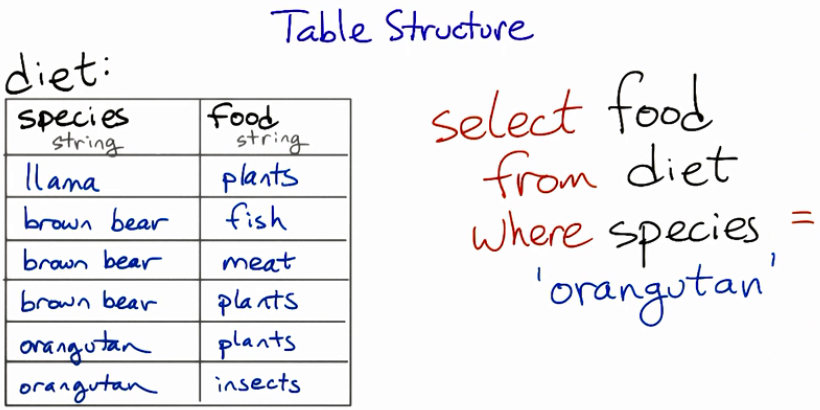 Table Structure
diet:
species food
string string
llama plants
brown bear fish
brown bear meat
brown bear plants
orangutan plants
orangutan insects
select food
from diet
where species =
'orangutan'